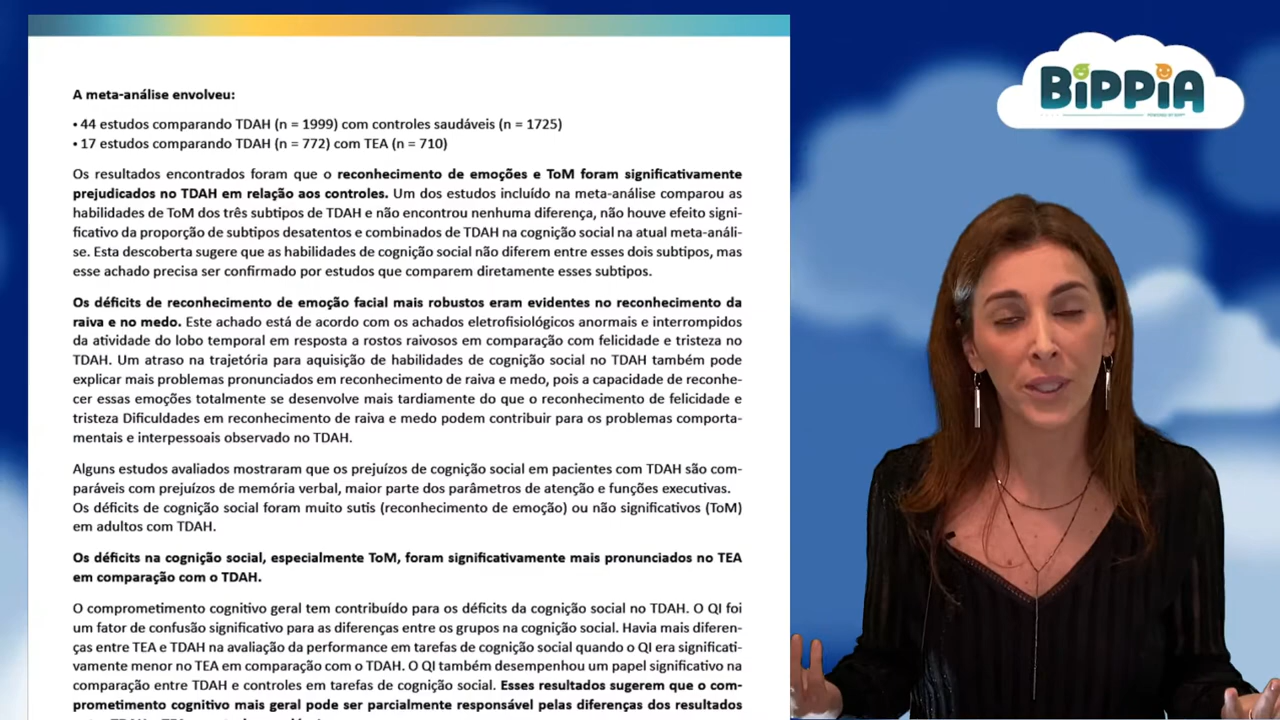 A meta-análise envolveu:
• 44 estudos comparando TDAH (n = 1999) com controles saudáveis (n = 1725)
• 17 estudos comparando TDAH (n = 772) com TEA (n = 710)
Os resultados encontrados foram que o reconhecimento de emoções e ToM foram significativamente
prejudicados no TDAH em relação aos controles. Um dos estudos incluído na meta-análise comparou as
habilidades de ToM dos três subtipos de TDAH e não encontrou nenhuma diferença, não houve efeito signi-
ficativo da proporção de subtipos desatentos e combinados de TDAH na cognição social na atual meta-análi-
se. Esta descoberta sugere que as habilidades de cognição social não diferem entre esses dois subtipos, mas
esse achado precisa ser confirmado por estudos que comparem diretamente esses subtipos.
Os déficits de reconhecimento de emoção facial mais robustos eram evidentes no reconhecimento da
raiva e no medo. Este achado está de acordo com os achados eletrofisiológicos anormais e interrompidos
da atividade do lobo temporal em resposta a rostos raivosos em comparação com felicidade e tristeza no
TDAH. Um atraso na trajetória para aquisição de habilidades de cognição social no TDAH também pode
explicar mais problemas pronunciados em reconhecimento de raiva e medo, pois a capacidade de reconhe-
cer essas emoções totalmente se desenvolve mais tardiamente do que o reconhecimento de felicidade e
tristeza Dificuldades em reconhecimento de raiva e medo podem contribuir para os problemas comporta-
mentais e interpessoais observado no TDAH.
Alguns estudos avaliados mostraram que os prejuízos de cognição social em pacientes com TDAH são com-
paráveis com prejuízos de memória verbal, maior parte dos parâmetros de atenção e funções executivas.
Os déficits de cognição social foram muito sutis (reconhecimento de emoção) ou não significativos (ToM)
em adultos com TDAH.
Os déficits na cognição social, especialmente ToM, foram significativamente mais pronunciados no TEA
em comparação com o TDAH.
O comprometimento cognitivo geral tem contribuído para os déficits da cognição social no TDAH. O QI foi
um fator de confusão significativo para as diferenças entre os grupos na cognição social. Havia mais diferen-
ças entre TEA e TDAH na avaliação da performance em tarefas de cognição social quando o QI era significati-
vamente menor no TEA em comparação com o TDAH. O QI também desempenhou um papel significativo na
comparação entre TDAH e controles em tarefas de cognição social. Esses resultados sugerem que o com-
prometimento cognitivo mais geral pode ser parcialmente responsável pelas diferenças dos resultados
BiPPiA